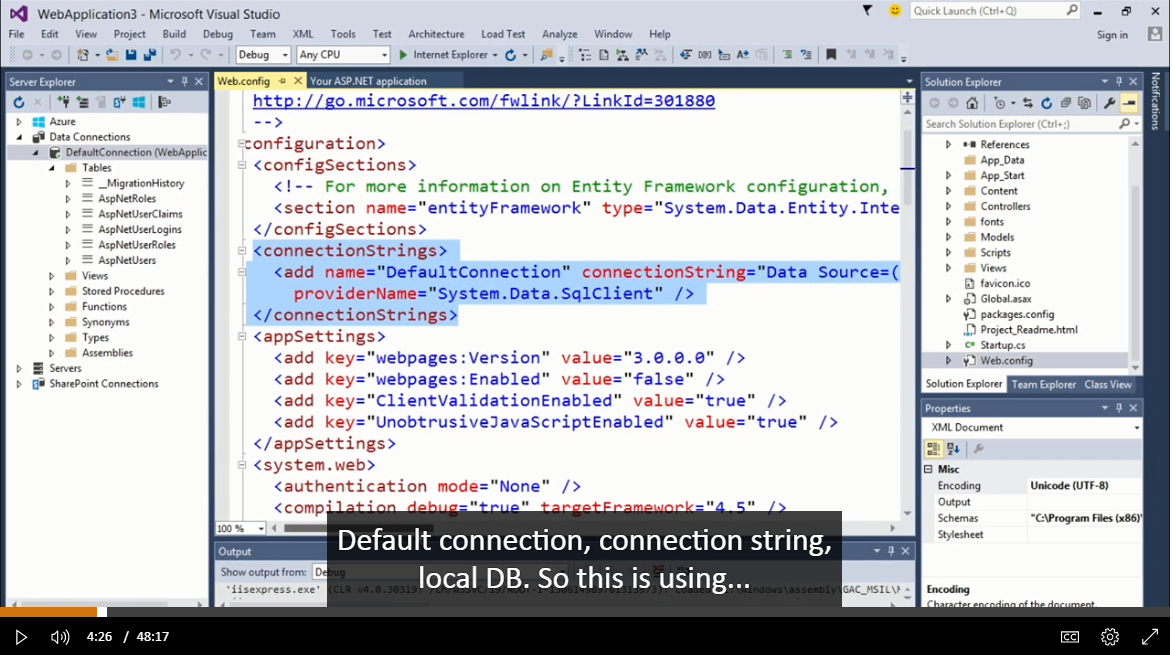 WebApplication3 - Microsoft Visual Studio
Quick Launch (Ctrl+Q)
File Edit View Project Build Debug Team XML Tools Test Architecture Load Test Analyze Window Help
Sign in
Debug Any CPU Internet Explorer
Server Explorer
Azure
Data Connections
DefaultConnection (WebApplic
Tables
__MigrationHistory
AspNetRoles
AspNetUserClaims
AspNetUserLogins
AspNetUserRoles
AspNetUsers
Views
Stored Procedures
Functions
Synonyms
Types
Assemblies
Servers
SharePoint Connections
Web.config
Your ASP.NET application
http://go.microsoft.com/fwlink/?LinkId=301880
-->
configuration>
<configSections>
<!-- For more information on Entity Framework configuration,
<section name="entityFramework" type="System.Data.Entity.Inte
</configSections>
<connectionStrings>
<add name="DefaultConnection" connectionString="Data Source=(
providerName="System.Data.SqlClient" />
</connectionStrings>
<appSettings>
<add key="webpages:Version" value="3.0.0.0" />
<add key="webpages:Enabled" value="false" />
<add key="ClientValidationEnabled" value="true" />
<add key="UnobtrusiveJavaScriptEnabled" value="true" />
</appSettings>
<system.web>
<authentication mode="None" />
<compilation debug="true" targetFramework="4.5" />
100 %
Output
Show output from: Debug
'iisexpress.exe' (CLR v4.0.30319:
Default connection, connection string,
local DB. So this is using...
Solution Explorer
Search Solution Explorer (Ctrl+;)
References
App_Data
App_Start
Content
Controllers
fonts
Models
Scripts
Views
favicon.ico
Global.asax
packages.config
Project_Readme.html
Startup.cs
Web.config
Solution Explorer Team Explorer Class View
Properties
XML Document
Misc
Encoding Unicode (UTF-8)
Output
Schemas "C:\Program Files (x86)\
Stylesheet
Encoding
Character encoding of the document.
Notifications
4:26 / 48:17
CC